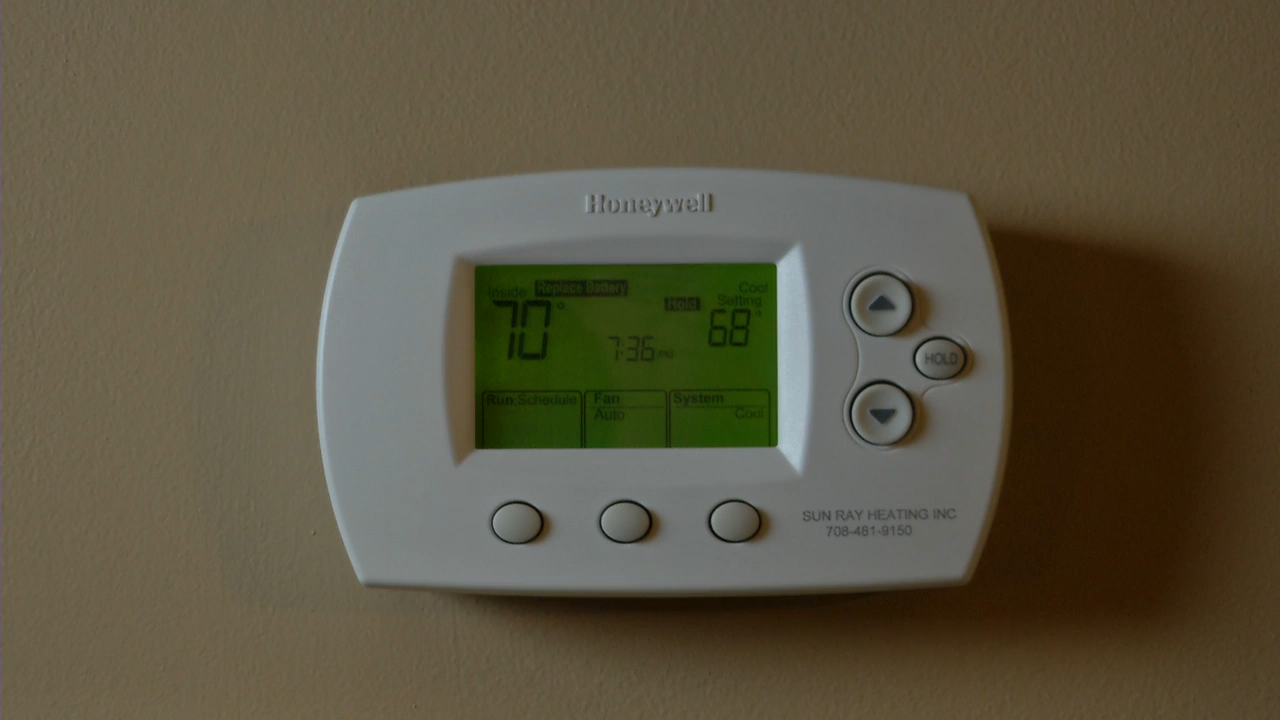 Honeywell
Inside Replace Battery Cool
Hold Setting
70° 7:36 PM 68°
Run Schedule Fan System
Auto Cool
HOLD
SUN RAY HEATING INC
708-481-9150